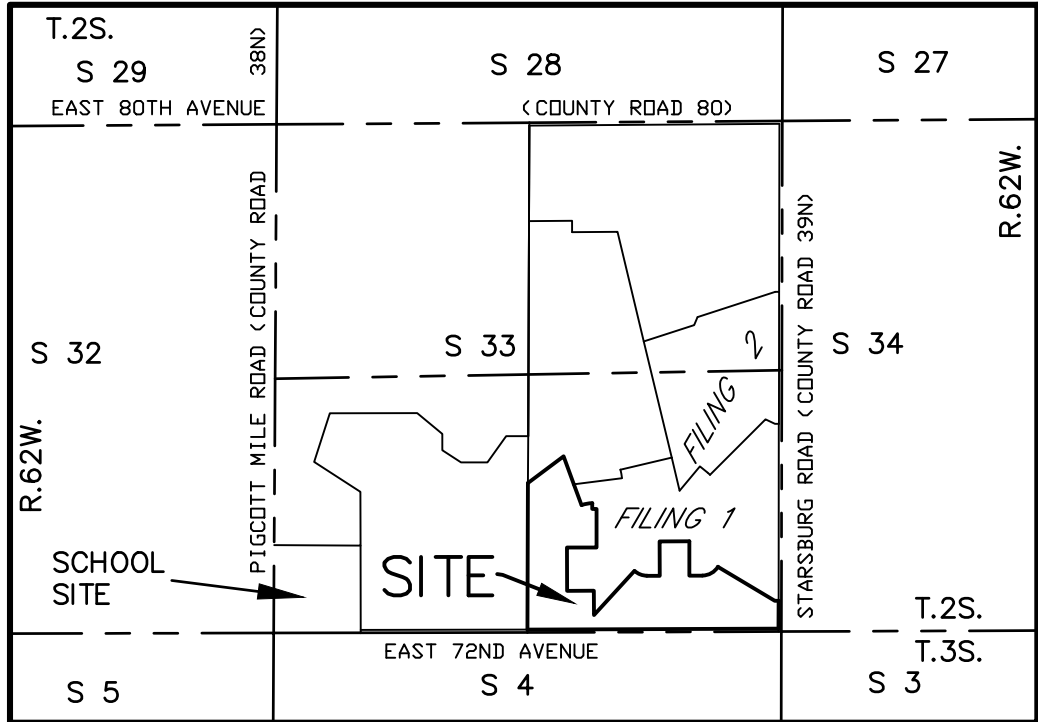 T.2S.
S 29
38N)
S 28
S 27
EAST 80TH AVENUE
(COUNTY ROAD 80)
R.62W.
PIGCOTT MILE ROAD (COUNTY ROAD
STARSBURG ROAD (COUNTY ROAD 39N)
S 32
S 33
2
S 34
FILING
R.62W.
FILING 1
SCHOOL
SITE
SITE
T.2S.
EAST 72ND AVENUE
T.3S.
S 5
S 4
S 3